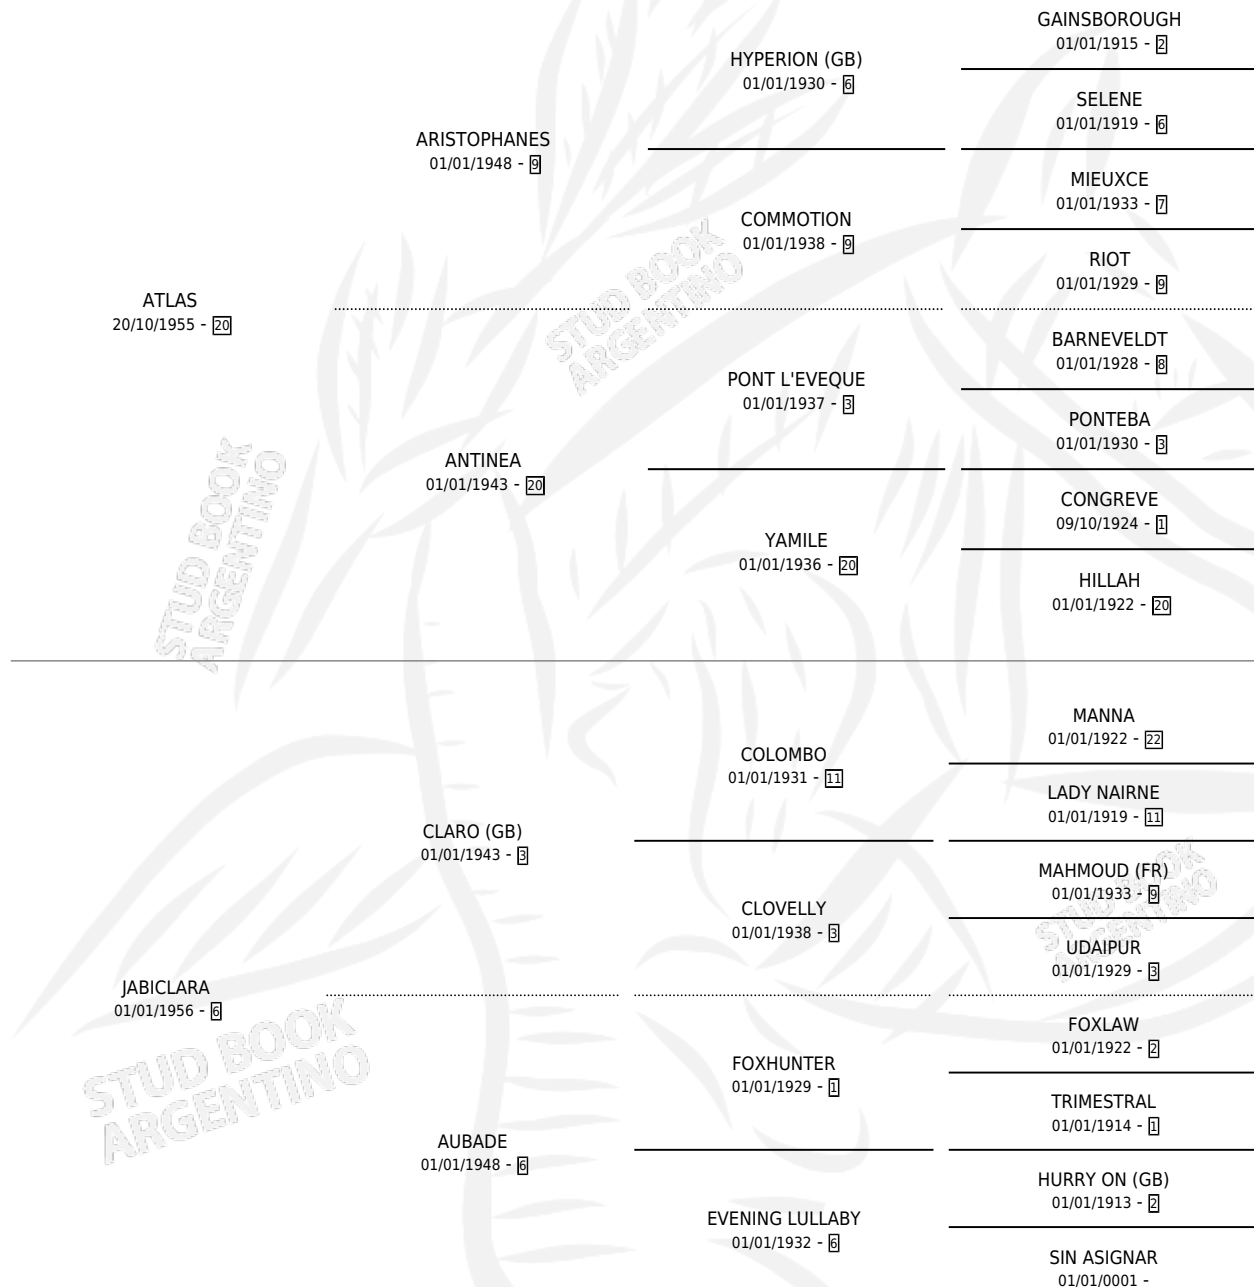 GAINSBOROUGH
01/01/1915 - 2
HYPERION (GB)
01/01/1930 - 6
SELENE
01/01/1919 - 6
ARISTOPHANES
01/01/1948 - 9
MIEUXCE
01/01/1933 - 7
COMMOTION
01/01/1938 - 9
RIOT
01/01/1929 - 9
ATLAS
20/10/1955 - 20
BARNEVELDT
01/01/1928 - 8
PONT L'EVEQUE
01/01/1937 - 3
PONTEBA
01/01/1930 - 3
ANTINEA
01/01/1943 - 20
CONGREVE
09/10/1924 - 1
YAMILE
01/01/1936 - 20
HILLAH
01/01/1922 - 20
MANNA
01/01/1922 - 22
COLOMBO
01/01/1931 - 11
LADY NAIRNE
01/01/1919 - 11
CLARO (GB)
01/01/1943 - 3
MAHMOUD (FR)
01/01/1933 - 9
CLOVELLY
01/01/1938 - 3
UDAIPUR
01/01/1929 - 3
JABICLARA
01/01/1956 - 6
FOXLAW
01/01/1922 - 2
FOXHUNTER
01/01/1929 - 1
TRIMESTRAL
01/01/1914 - 1
AUBADE
01/01/1948 - 6
HURRY ON (GB)
01/01/1913 - 2
EVENING LULLABY
01/01/1932 - 6
SIN ASIGNAR
01/01/0001 -
STUD BOOK
ARGENTINO
STUD BOOK
ARGENTINO
STUD BOOK
ARGENTINO
STUD BOOK
ARGENTINO